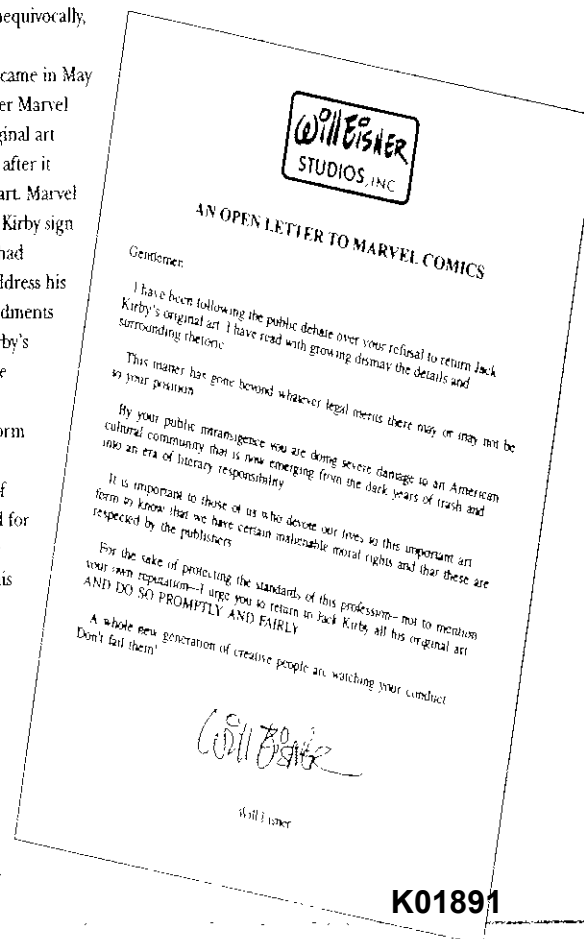 nequivocally,
came in May
er Marvel
ginal art
after it
art. Marvel
Kirby sign
had
ddress his
dments
rby's
e
orm
f
d for
is
Will Eisner
STUDIOS, INC
AN OPEN LETTER TO MARVEL COMICS
Gentlemen,
I have been following the public debate over your refusal to return Jack
Kirby's original art. I have read with growing dismay the details and
surrounding rhetoric
This matter has gone beyond whatever legal merits there may or may not be
to your position
By your public intransigence you are doing severe damage to an American
cultural community that is now emerging from the dark years of trash and
into an era of literary responsibility
It is important to those of us who devote our lives to this important art
form to know that we have certain inalienable moral rights and that these are
respected by the publishers
For the sake of protecting the standards of this profession—not to mention
your own reputation—I urge you to return to Jack Kirby all his original art
AND DO SO PROMPTLY AND FAIRLY
A whole new generation of creative people are watching your conduct
Don't fail them!
Will Eisner
Will Eisner
K01891